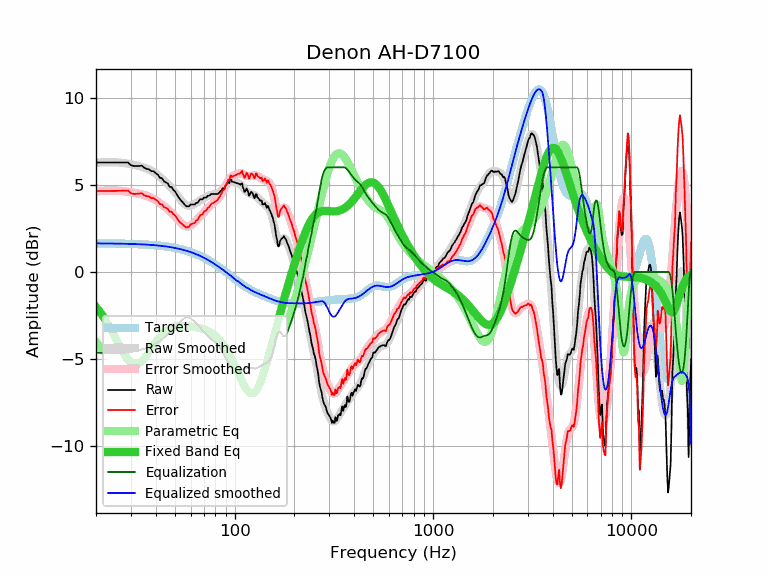 Denon AH-D7100
10
5
0
−5
−10
Amplitude (dBr)
Target
Raw Smoothed
Error Smoothed
Raw
Error
Parametric Eq
Fixed Band Eq
Equalization
Equalized smoothed
100
1000
10000
Frequency (Hz)